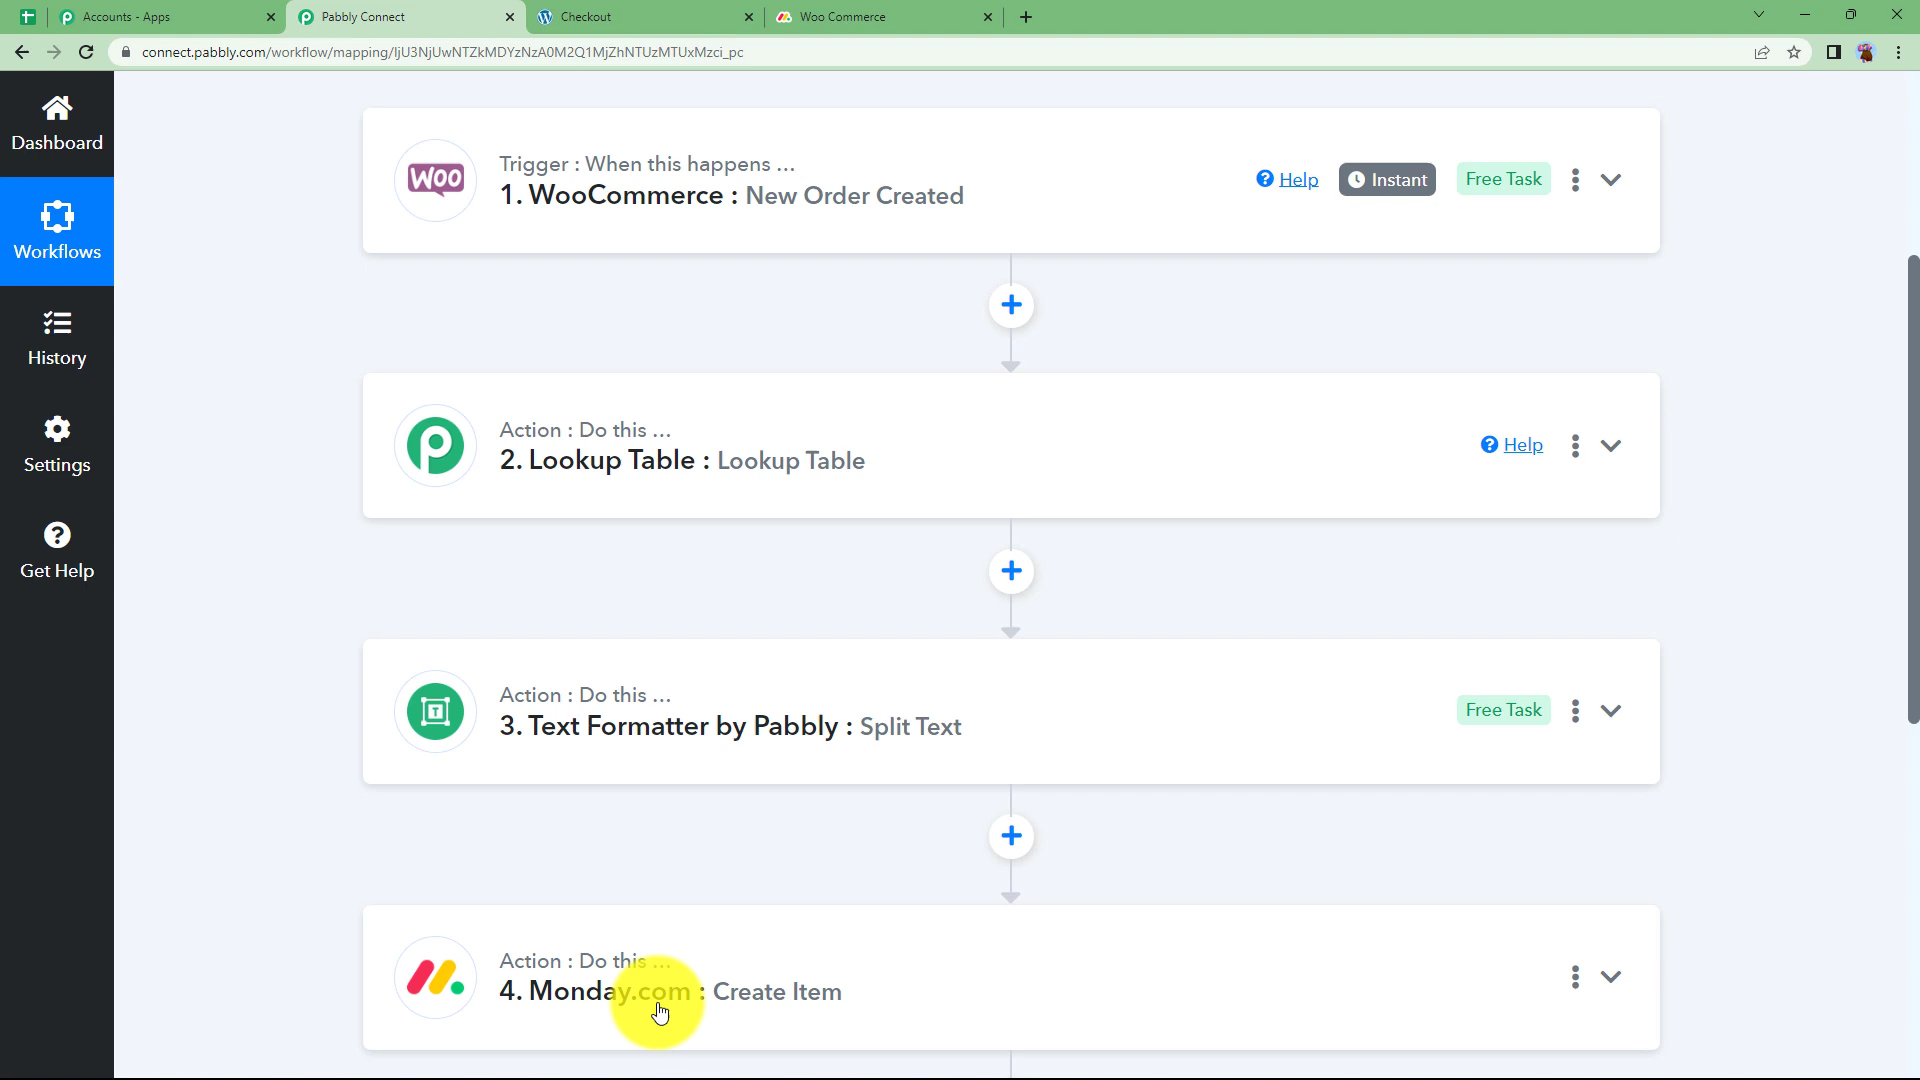 Accounts - Apps
Pabbly Connect
Checkout
Woo Commerce
connect.pabbly.com/workflow/mapping/IjU3NjUwNTZkMDYzNzA0M2Q1MjZhNTUzMTUxMzci_pc
Dashboard
Workflows
History
Settings
Get Help
WOO
Trigger : When this happens ...
1. WooCommerce : New Order Created
Help
Instant
Free Task
Action : Do this ...
2. Lookup Table : Lookup Table
Help
Action : Do this ...
3. Text Formatter by Pabbly : Split Text
Free Task
Action : Do this ...
4. Monday.com : Create Item